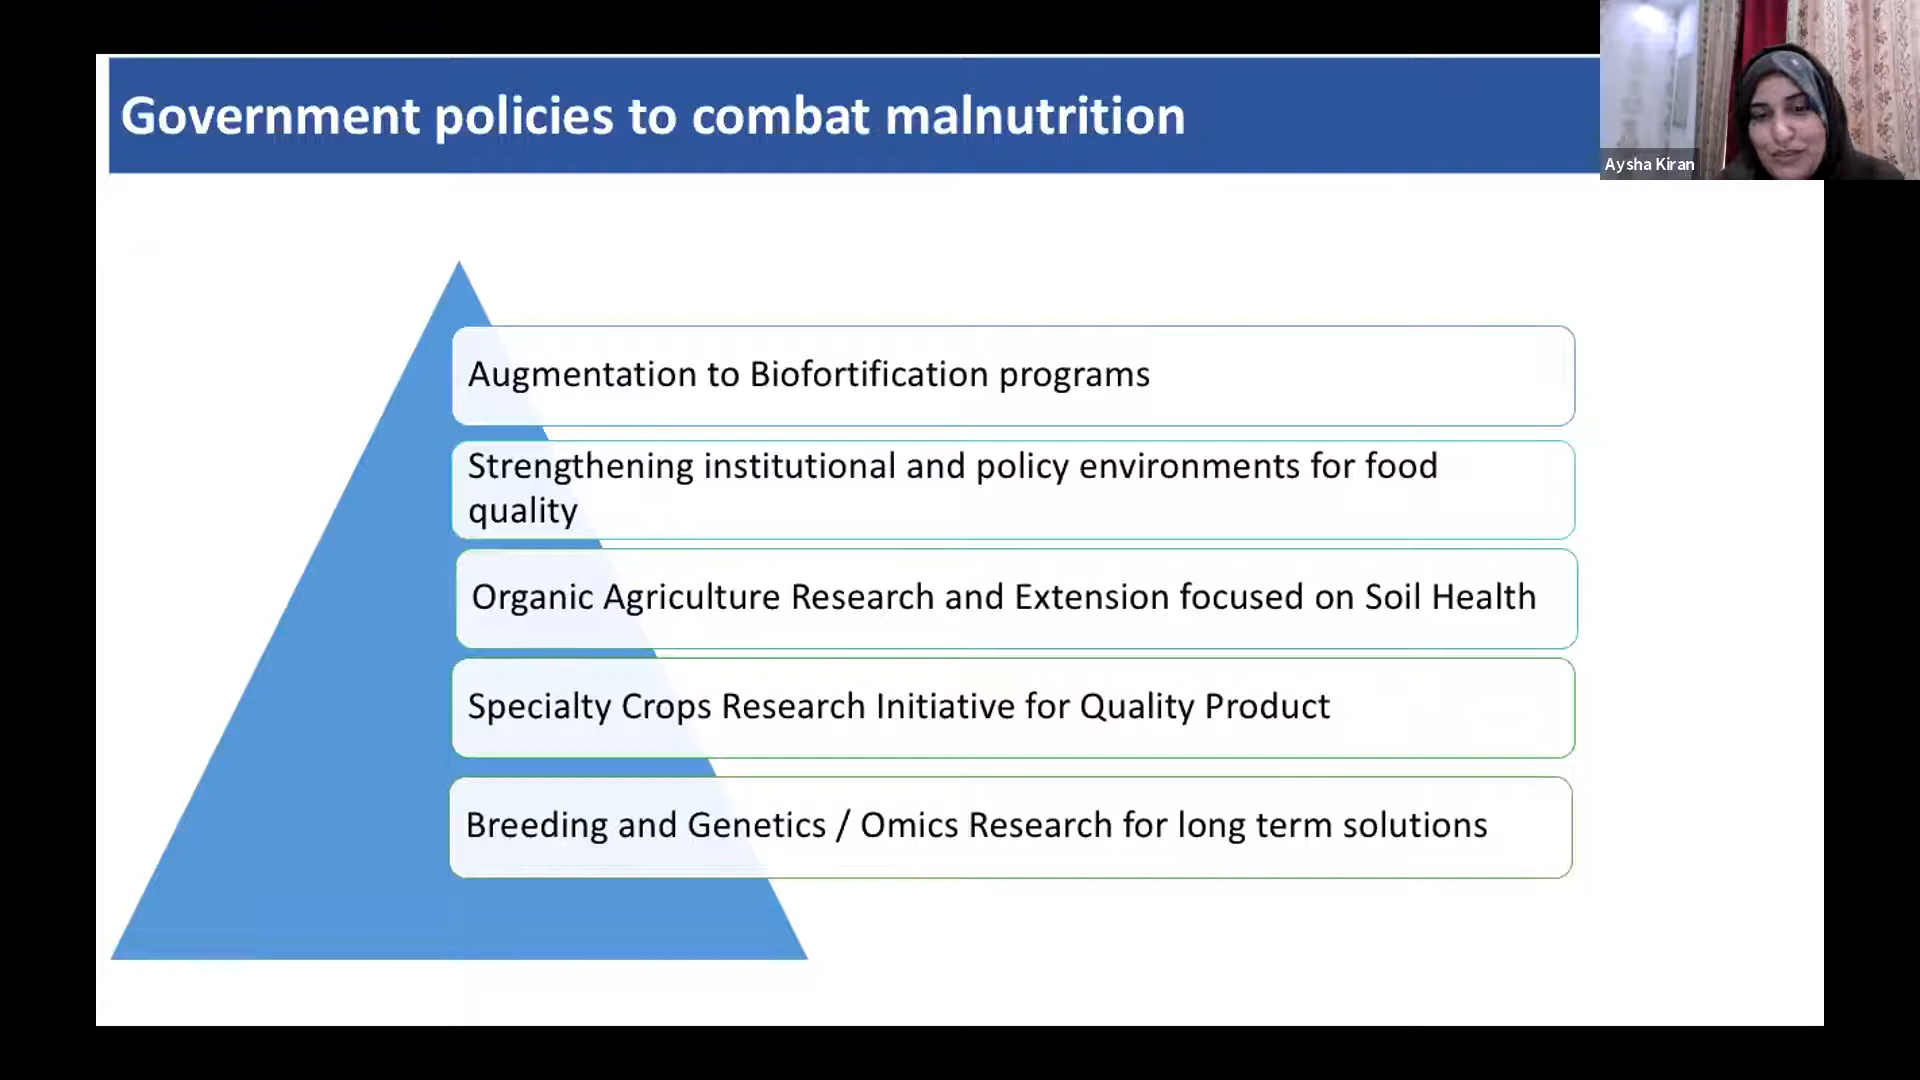 Government policies to combat malnutrition
Aysha Kiran
Augmentation to Biofortification programs
Strengthening institutional and policy environments for food
quality
Organic Agriculture Research and Extension focused on Soil Health
Specialty Crops Research Initiative for Quality Product
Breeding and Genetics / Omics Research for long term solutions